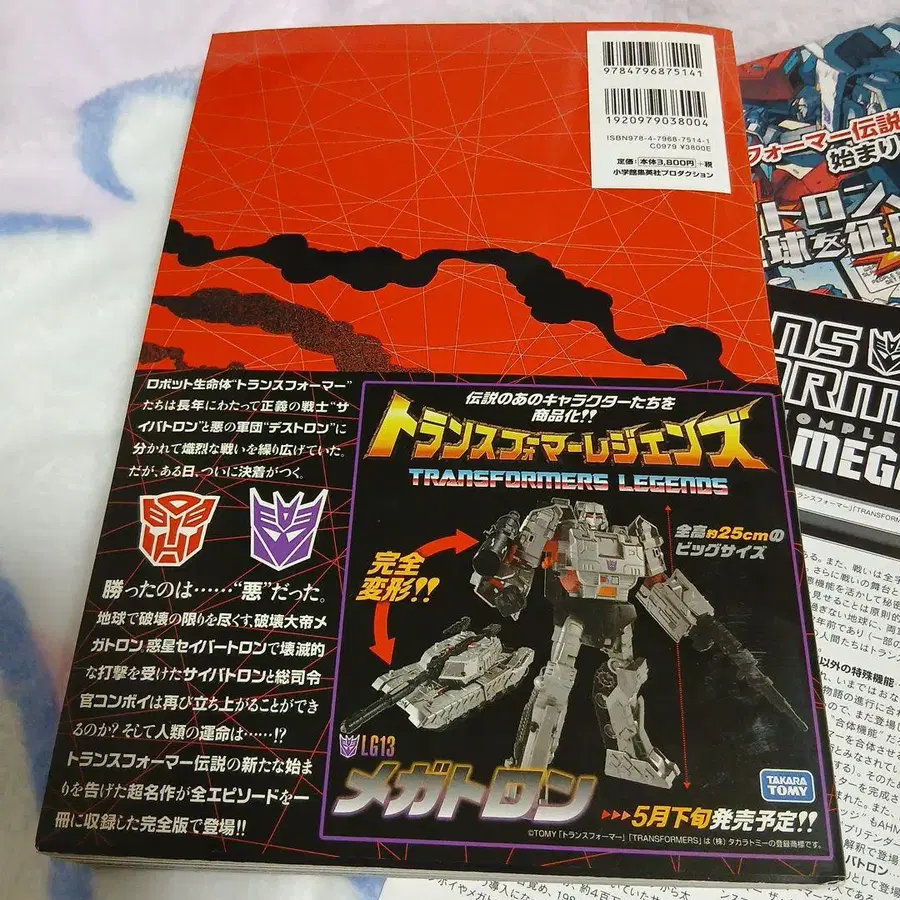 9784796875141
1920979038004
ISBN978-4-7968-7514-1
C0979 ¥3800E
定価:本体3,800円+税
小学館集英社プロダクション
ロボット生命体"トランスフォーマー"
たちは長年にわたって正義の戦士"サ
イバトロン"と悪の軍団"デストロン"に
分かれて熾烈な戦いを繰り広げていた。
だが、ある日、ついに決着がつく。
勝ったのは……"悪"だった。
地球で破壊の限りを尽くす、破壊大帝メ
ガトロン。惑星セイバートロンで壊滅的
な打撃を受けたサイバトロンと総司令
官コンボイは再び立ち上がることができ
るのか?そして人類の運命は……!?
トランスフォーマー伝説の新たな始ま
りを告げた超名作が全エピソードを一
冊に収録した完全版で登場!!
伝説のあのキャラクターたちを
商品化!!
トランスフォーマーレジェンズ
TRANSFORMERS LEGENDS
全高約25cmの
ビッグサイズ
完全
変形!!
LG13
メガトロン
TAKARA
TOMY
▶▶▶5月下旬発売予定!!
©TOMY「トランスフォーマー」「TRANSFORMERS」は(株)タカラトミーの登録商標です。
フォーマー伝説
始まり
トロン
球を征
NS
ORM
OMPLE
MEGA
以外の特殊機能